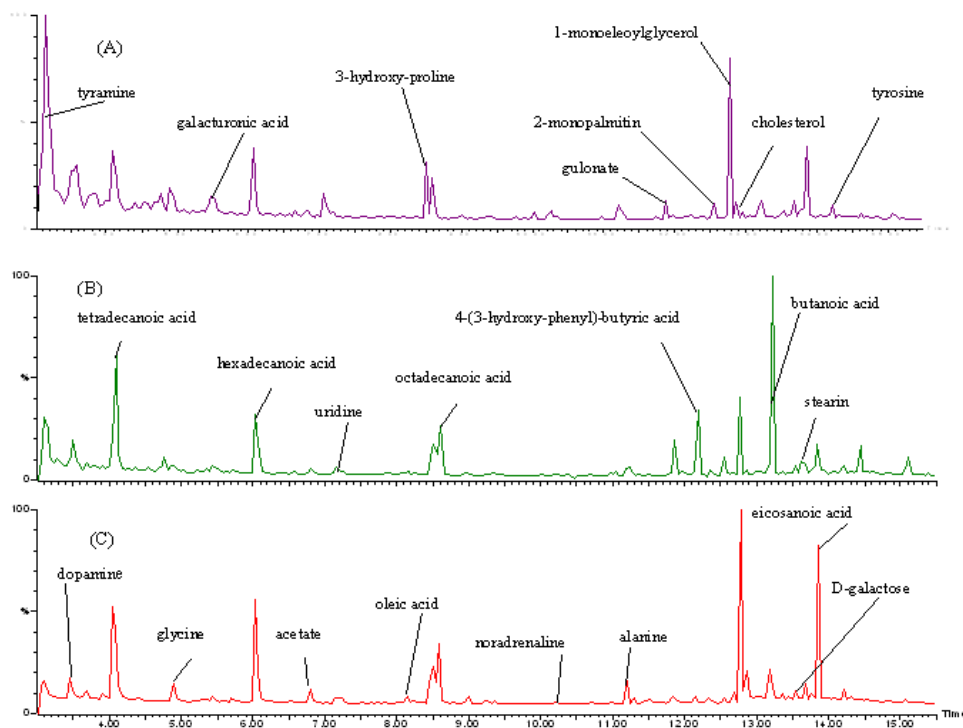 (A)
1-monoeleoylglycerol
3-hydroxy-proline
tyramine
tyrosine
galacturonic acid
2-monopalmitin
cholesterol
gulonate
100
(B)
tetradecanoic acid
4-(3-hydroxy-phenyl)-butyric acid
butanoic acid
hexadecanoic acid
%
octadecanoic acid
uridine
stearin
0
100
eicosanoic acid
(C)
dopamine
D-galactose
%
oleic acid
glycine
acetate
noradrenaline
alanine
0
4.00 5.00 6.00 7.00 8.00 9.00 10.00 11.00 12.00 13.00 14.00 15.00 Time